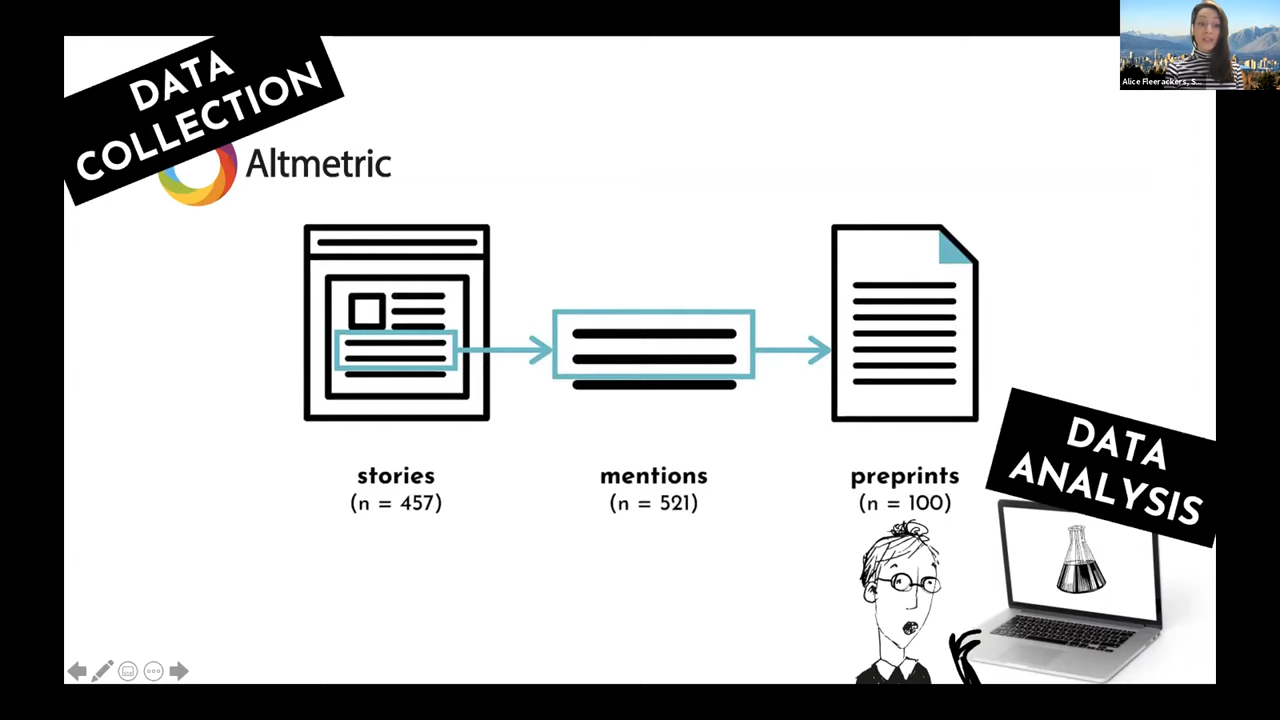 DATA
COLLECTION
Altmetric
Alice Fleerackers, S...
stories
(n = 457)
mentions
(n = 521)
preprints
(n = 100)
DATA
ANALYSIS